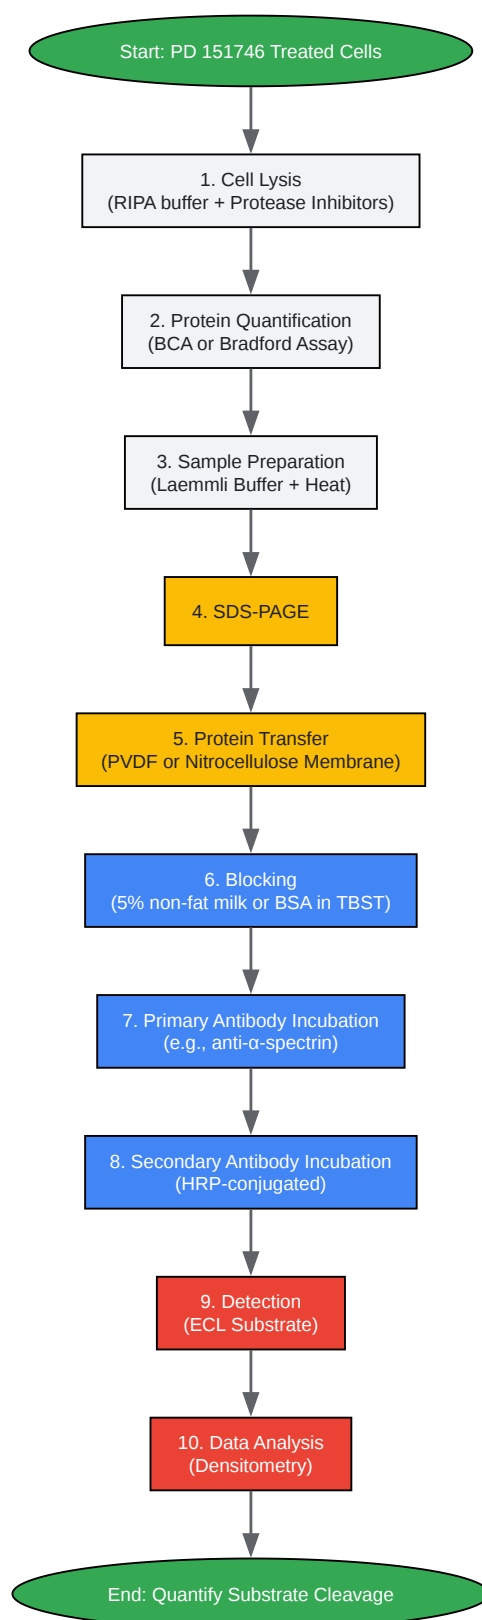 Start: PD 151746 Treated Cells
1. Cell Lysis
(RIPA buffer + Protease Inhibitors)
2. Protein Quantification
(BCA or Bradford Assay)
3. Sample Preparation
(Laemmli Buffer + Heat)
4. SDS-PAGE
5. Protein Transfer
(PVDF or Nitrocellulose Membrane)
6. Blocking
(5% non-fat milk or BSA in TBST)
7. Primary Antibody Incubation
(e.g., anti-α-spectrin)
8. Secondary Antibody Incubation
(HRP-conjugated)
9. Detection
(ECL Substrate)
10. Data Analysis
(Densitometry)
End: Quantify Substrate Cleavage